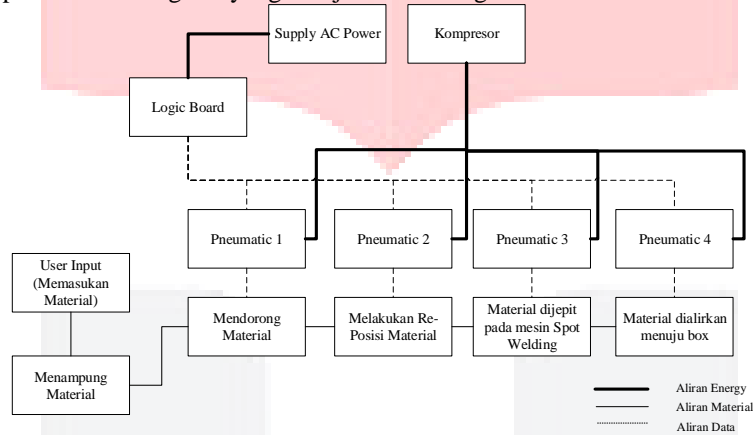 Supply AC Power
Kompresor
Logic Board
Pneumatic 1
Pneumatic 2
Pneumatic 3
Pneumatic 4
User Input
(Memasukan
Material)
Mendorong
Material
Melakukan Re-
Posisi Material
Material dijepit
pada mesin Spot
Welding
Material dialirkan
menuju box
Menampung
Material
Aliran Energy
Aliran Material
Aliran Data